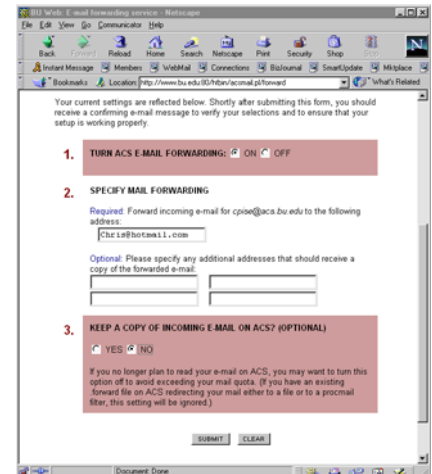 BU Web: E-mail forwarding service - Netscape
File Edit View Go Communicator Help
Back Forward Reload Home Search Netscape Print Security Shop Stop
Instant Message Members WebMail Connections BizJournal SmartUpdate Mktplace
Bookmarks Location: http://www.bu.edu:80/htbin/acsmail.pl/forward What's Related
Your current settings are reflected below. Shortly after submitting this form, you should
receive a confirming e-mail message to verify your selections and to ensure that your
setup is working properly.
1. TURN ACS E-MAIL FORWARDING: ON OFF
2. SPECIFY MAIL FORWARDING
Required: Forward incoming e-mail for cpise@acs.bu.edu to the following
address:
Chris@hotmail.com
Optional: Please specify any additional addresses that should receive a
copy of the forwarded e-mail:
3. KEEP A COPY OF INCOMING E-MAIL ON ACS? (OPTIONAL)
YES NO
If you no longer plan to read your e-mail on ACS, you may want to turn this
option off to avoid exceeding your mail quota. (If you have an existing
.forward file on ACS redirecting your mail either to a file or to a procmail
filter, this setting will be ignored.)
SUBMIT CLEAR
Document: Done